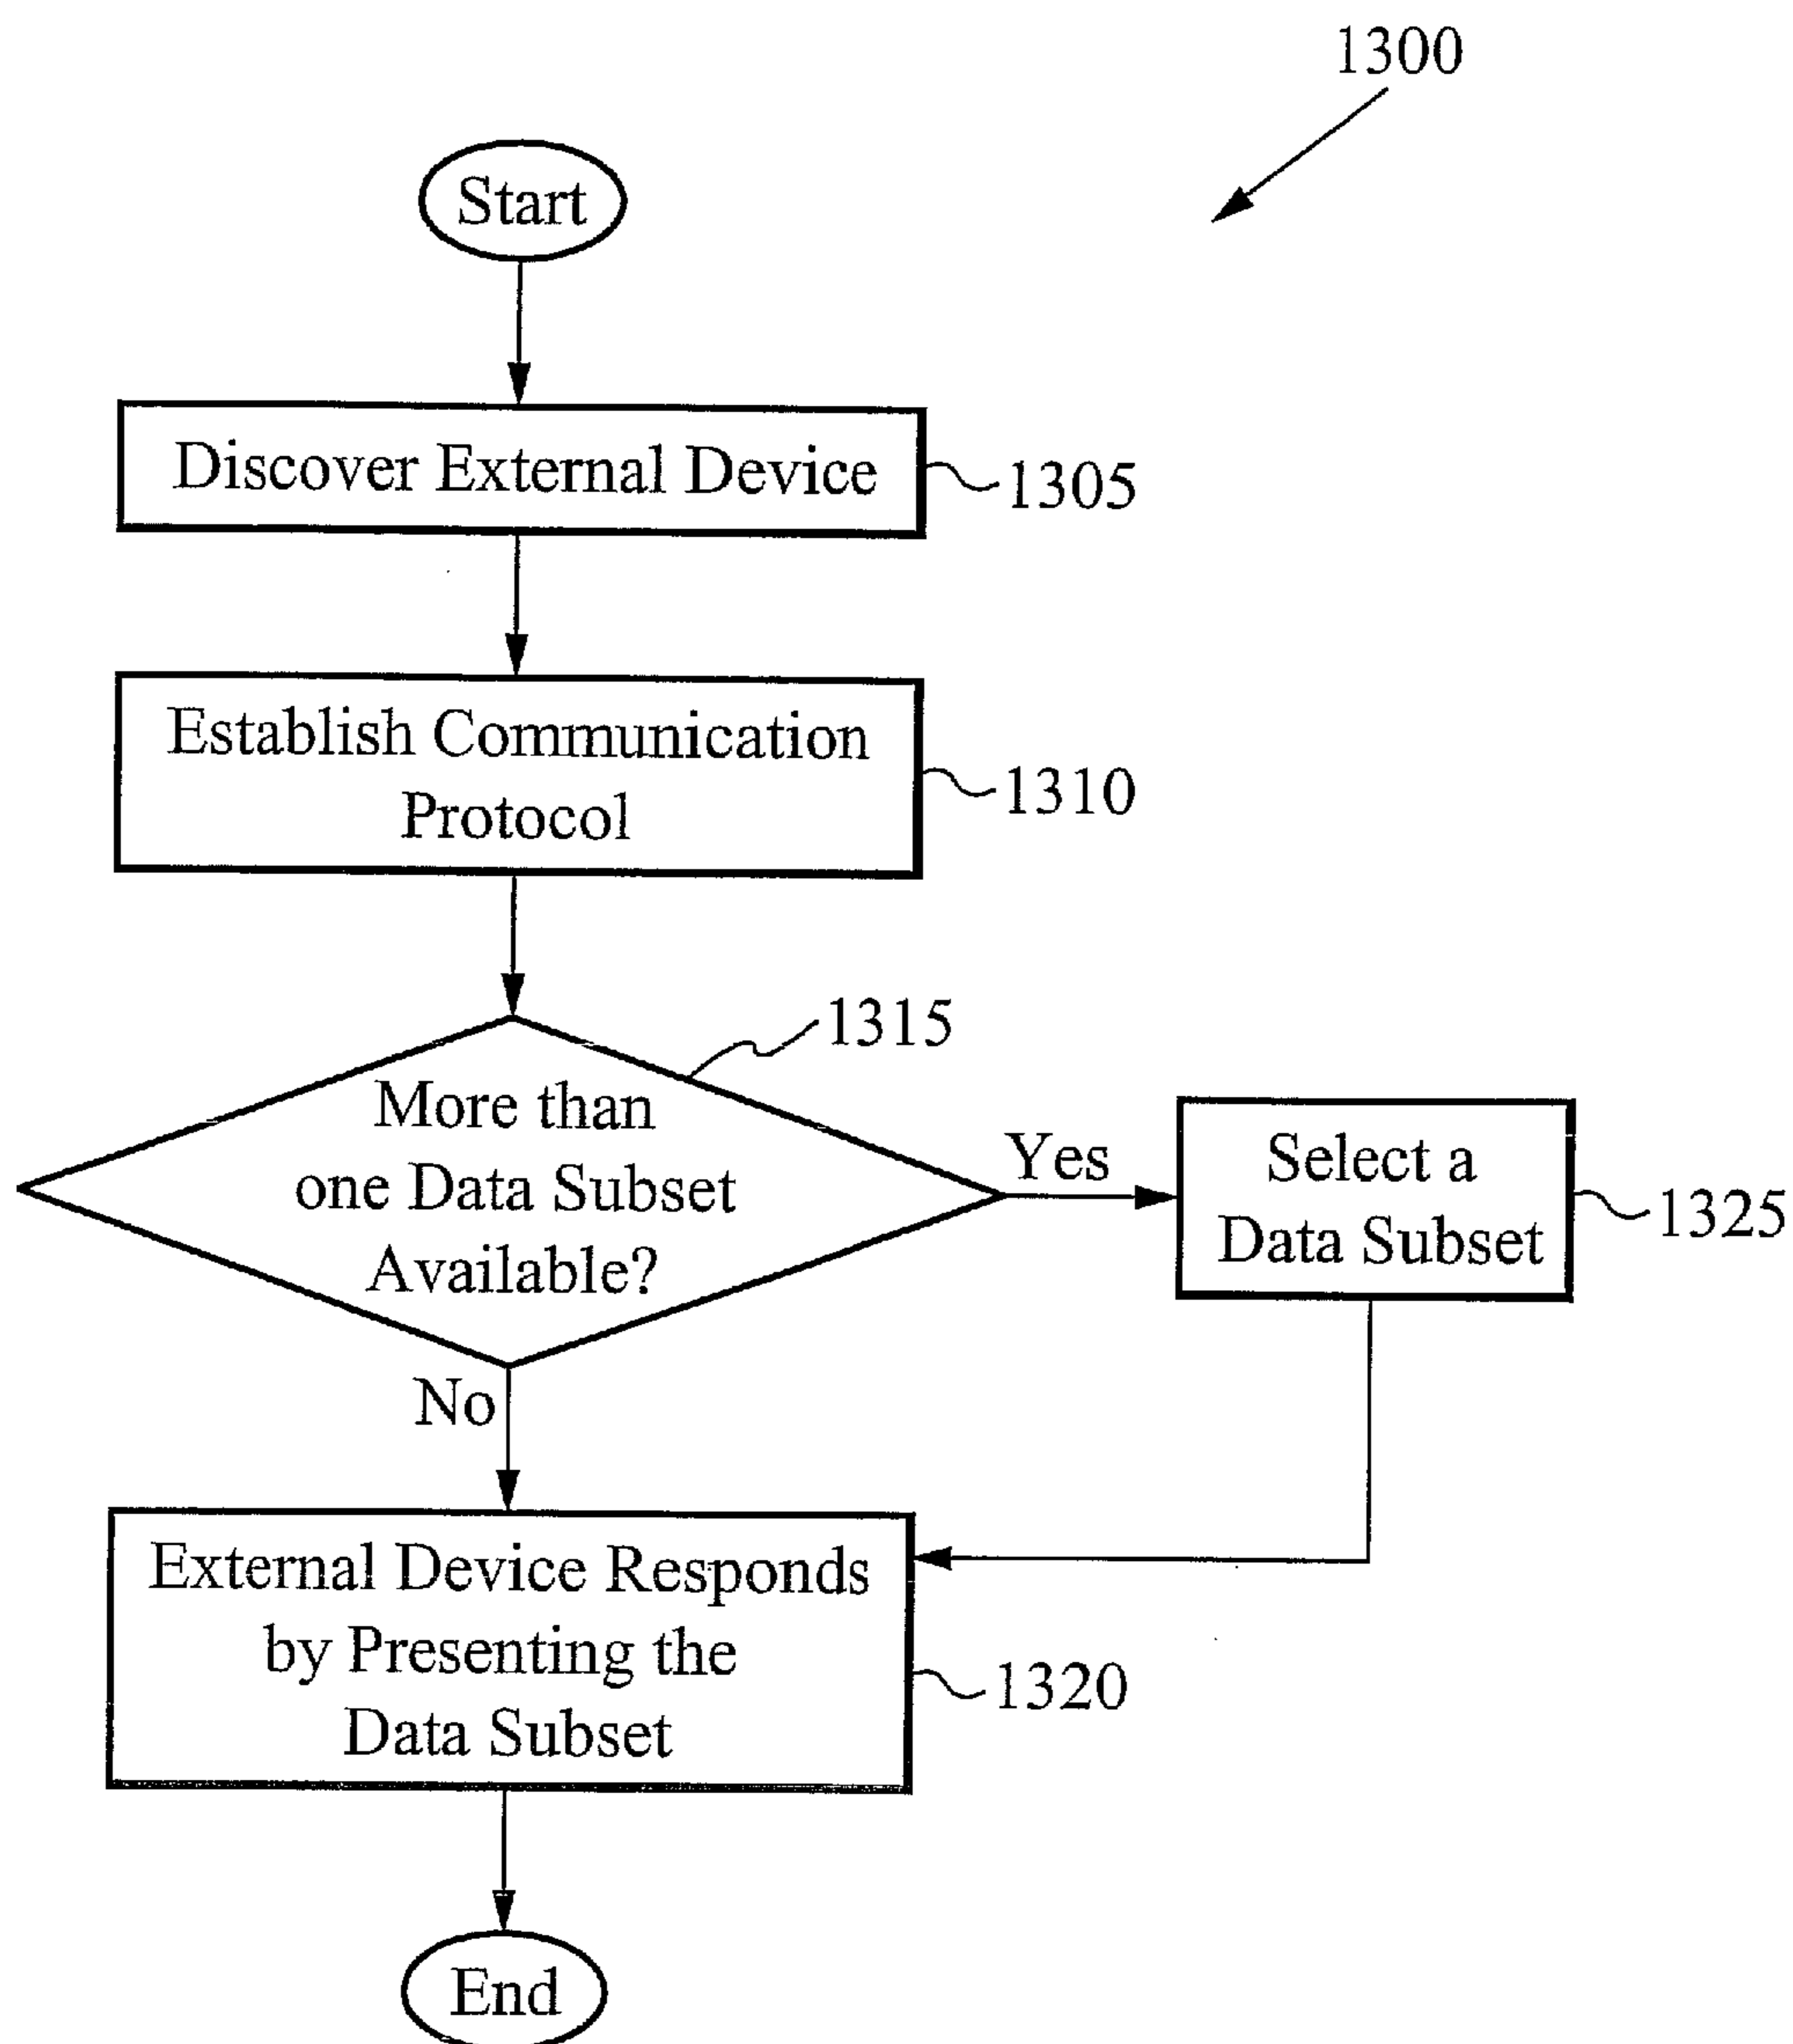 1300
Start
Discover External Device
1305
Establish Communication
Protocol
1310
1315
More than
one Data Subset
Available?
Yes
Select a
Data Subset
1325
No
External Device Responds
by Presenting the
Data Subset
1320
End